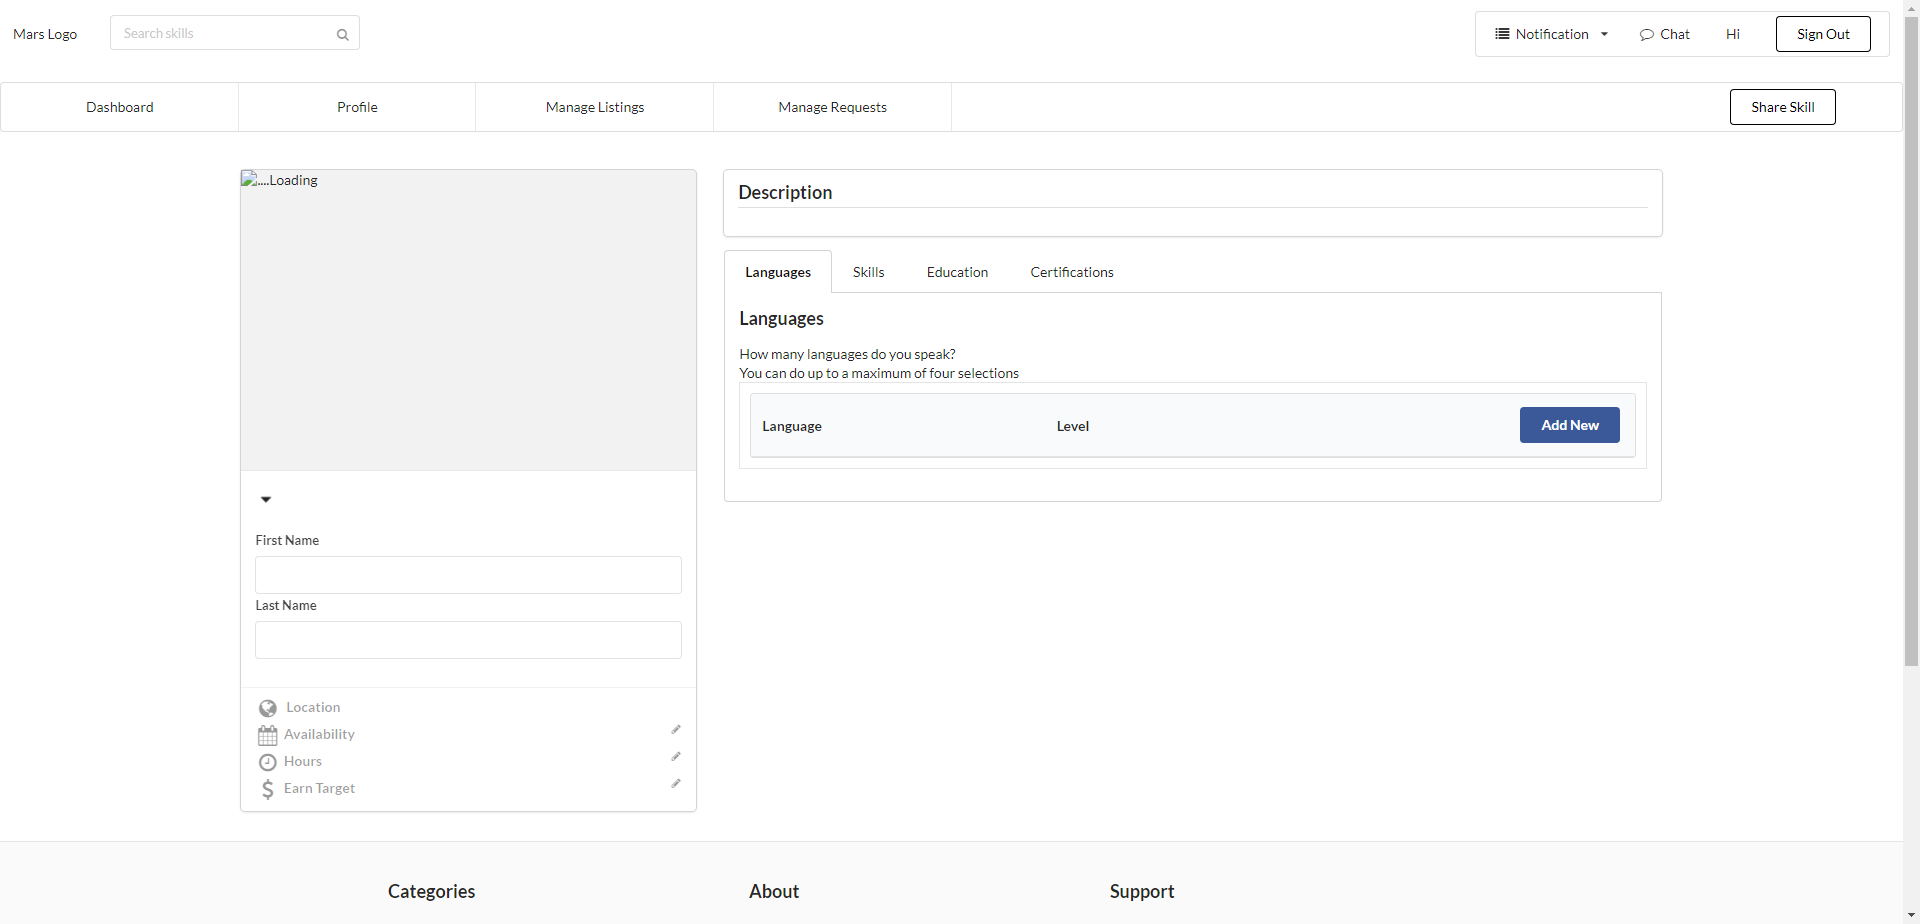 Mars Logo
Search skills
Notification
Chat
Hi
Sign Out
Dashboard
Profile
Manage Listings
Manage Requests
Share Skill
....Loading
First Name
Last Name
Location
Availability
Hours
Earn Target
Description
Languages
Skills
Education
Certifications
Languages
How many languages do you speak?
You can do up to a maximum of four selections
Language
Level
Add New
Categories
About
Support